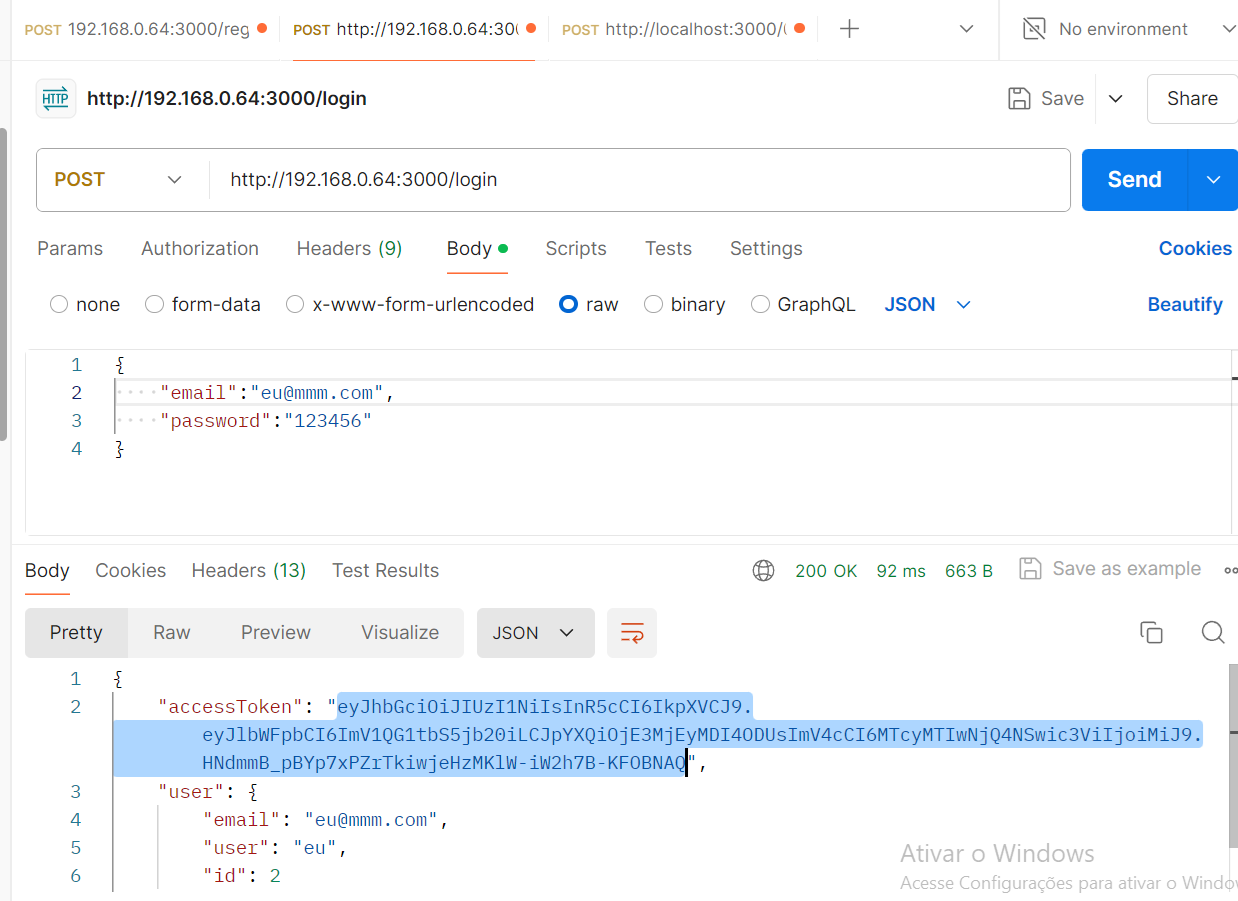 POST 192.168.0.64:3000/reg POST http://192.168.0.64:30 POST http://localhost:3000/ No environment
HTTP http://192.168.0.64:3000/login Save Share
POST http://192.168.0.64:3000/login Send
Params Authorization Headers (9) Body Scripts Tests Settings Cookies
none form-data x-www-form-urlencoded raw binary GraphQL JSON Beautify
1 {
2 ····"email":"eu@mmm.com",
3 ····"password":"123456"
4 }
Body Cookies Headers (13) Test Results 200 OK 92 ms 663 B Save as example
Pretty Raw Preview Visualize JSON
1 {
2 "accessToken": "eyJhbGciOiJIUzI1NiIsInR5cCI6IkpXVCJ9.
eyJlbWFpbCI6ImV1QG1tbS5jb20iLCJpYXQiOjE3MjEyMDI4ODUsImV4cCI6MTcyMTIwNjQ4NSwic3ViIjoiMiJ9.
HNdmmB_pBYp7xPZrTkiwjeHzMKlW-iW2h7B-KFOBNAQ",
3 "user": {
4 "email": "eu@mmm.com",
5 "user": "eu",
6 "id": 2
Ativar o Windows
Acesse Configurações para ativar o Windo